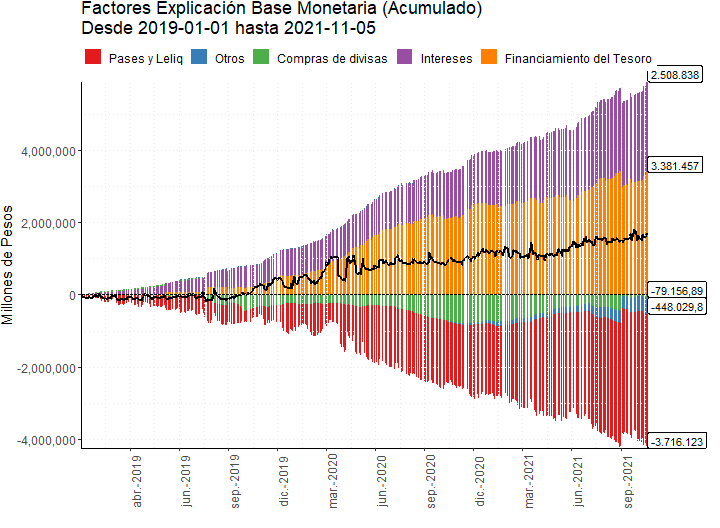 Factores Explicación Base Monetaria (Acumulado)
Desde 2019-01-01 hasta 2021-11-05
Pases y Leliq Otros Compras de divisas Intereses Financiamiento del Tesoro
2.508.838
4,000,000
3.381.457
2,000,000
Millones de Pesos
0
-79.156,89
-448.029,8
-2,000,000
-4,000,000
-3.716.123
abr.-2019 jun.-2019 sep.-2019 dic.-2019 mar.-2020 jun.-2020 sep.-2020 dic.-2020 mar.-2021 jun.-2021 sep.-2021